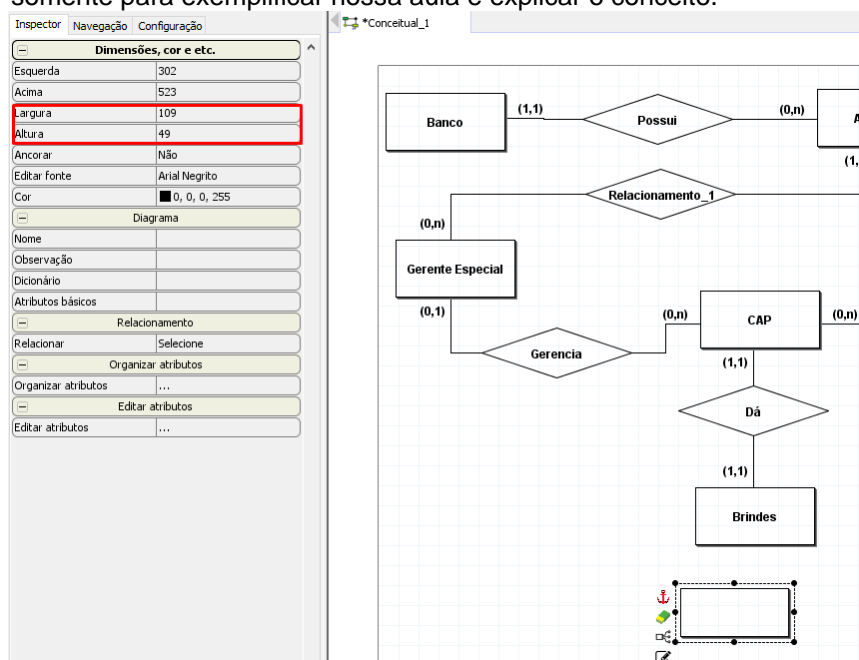 somente para exemplificar nossa aula e explicar o conceito.
Inspector Navegação Configuração
*Conceitual_1
Dimensões, cor e etc.
Esquerda 302
Acima 523
Largura 109
Altura 49
Ancorar Não
Editar fonte Arial Negrito
Cor 0, 0, 0, 255
Diagrama
Nome
Observação
Dicionário
Atributos básicos
Relacionamento
Relacionar Selecione
Organizar atributos
Organizar atributos ...
Editar atributos
Editar atributos ...
Banco
(1,1)
Possui
(0,n)
A
(1,
Relacionamento_1
(0,n)
Gerente Especial
(0,1)
Gerencia
(0,n)
CAP
(0,n)
(1,1)
Dá
(1,1)
Brindes